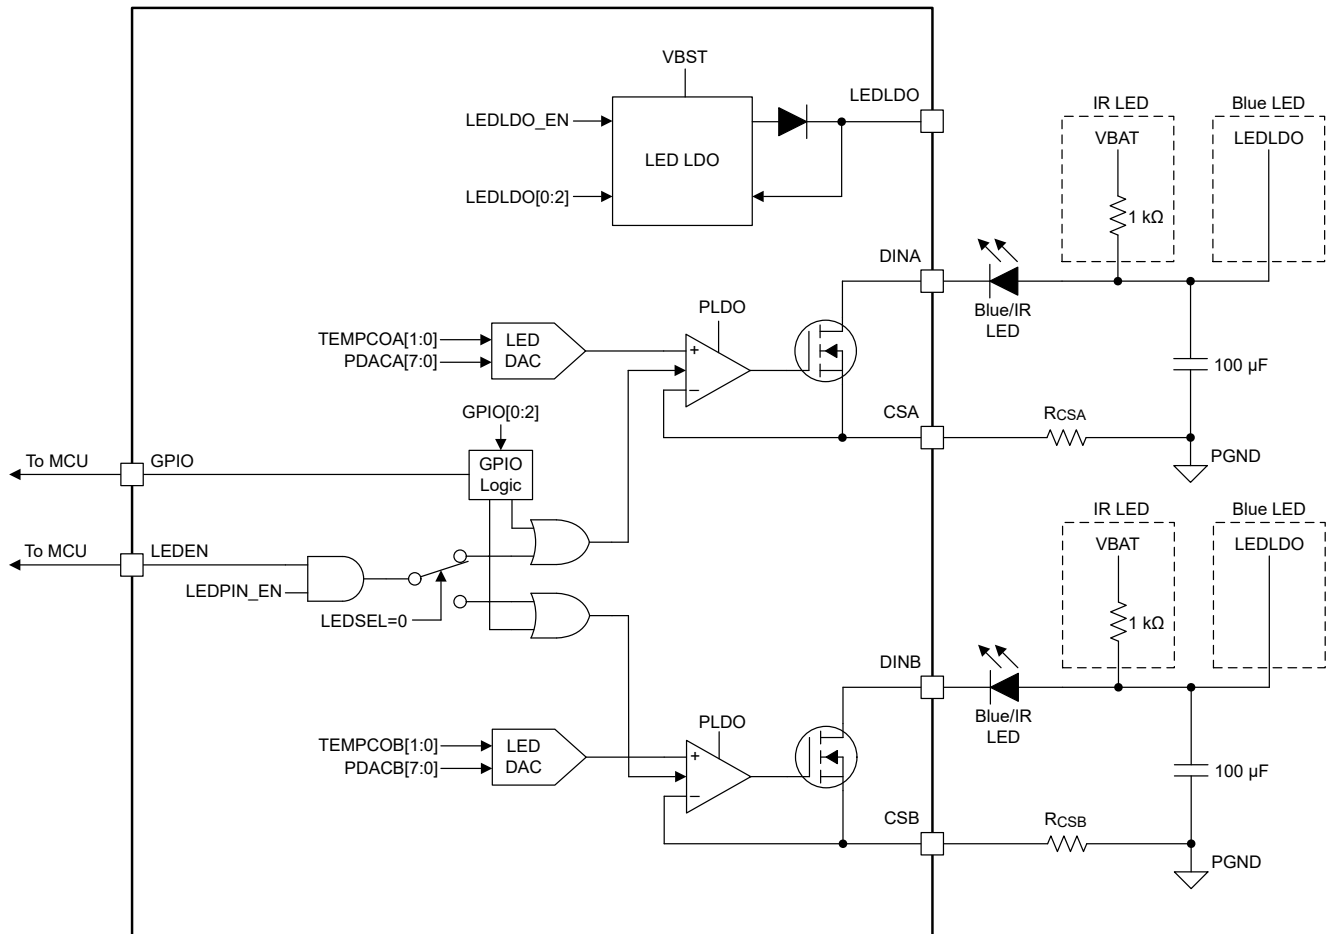 VBST
LEDLDO
LEDLDO_EN
LED LDO
LEDLDO[0:2]
IR LED
Blue LED
VBAT
LEDLDO
1 kΩ
DINA
Blue/IR
LED
100 µF
PLDO
TEMPCOA[1:0]
PDACA[7:0]
LED
DAC
+
−
CSA
RCSA
PGND
GPIO[0:2]
To MCU
GPIO
GPIO
Logic
To MCU
LEDEN
LEDPIN_EN
LEDSEL=0
IR LED
Blue LED
VBAT
LEDLDO
1 kΩ
DINB
Blue/IR
LED
100 µF
PLDO
TEMPCOB[1:0]
PDACB[7:0]
LED
DAC
+
−
CSB
RCSB
PGND